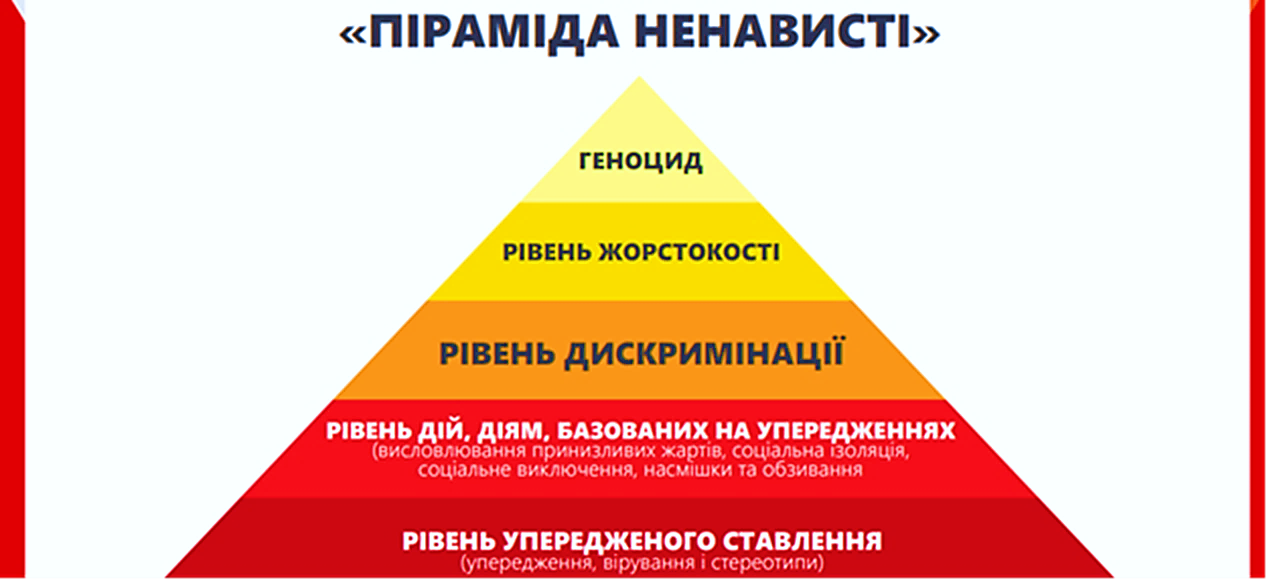 «ПІРАМІДА НЕНАВИСТІ»
ГЕНОЦИД
РІВЕНЬ ЖОРСТОКОСТІ
РІВЕНЬ ДИСКРИМІНАЦІЇ
РІВЕНЬ ДІЙ, ДІЯМ, БАЗОВАНИХ НА УПЕРЕДЖЕННЯХ
(висловлювання принизливих жартів, соціальна ізоляція,
соціальне виключення, насмішки та обзивання
РІВЕНЬ УПЕРЕДЖЕНОГО СТАВЛЕННЯ
(упередження, вірування і стереотипи)